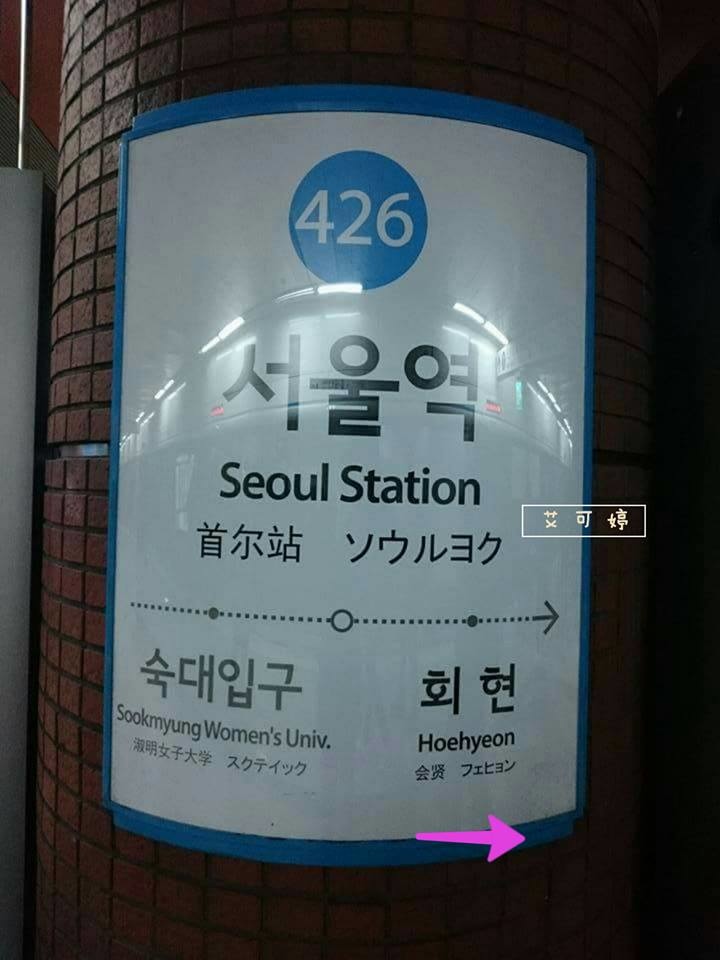 426
서울역
Seoul Station
首尔站 ソウルヨク
艾可婷
숙대입구
Sookmyung Women's Univ.
淑明女子大学 スクテイック
회현
Hoehyeon
会贤 フェヒョン